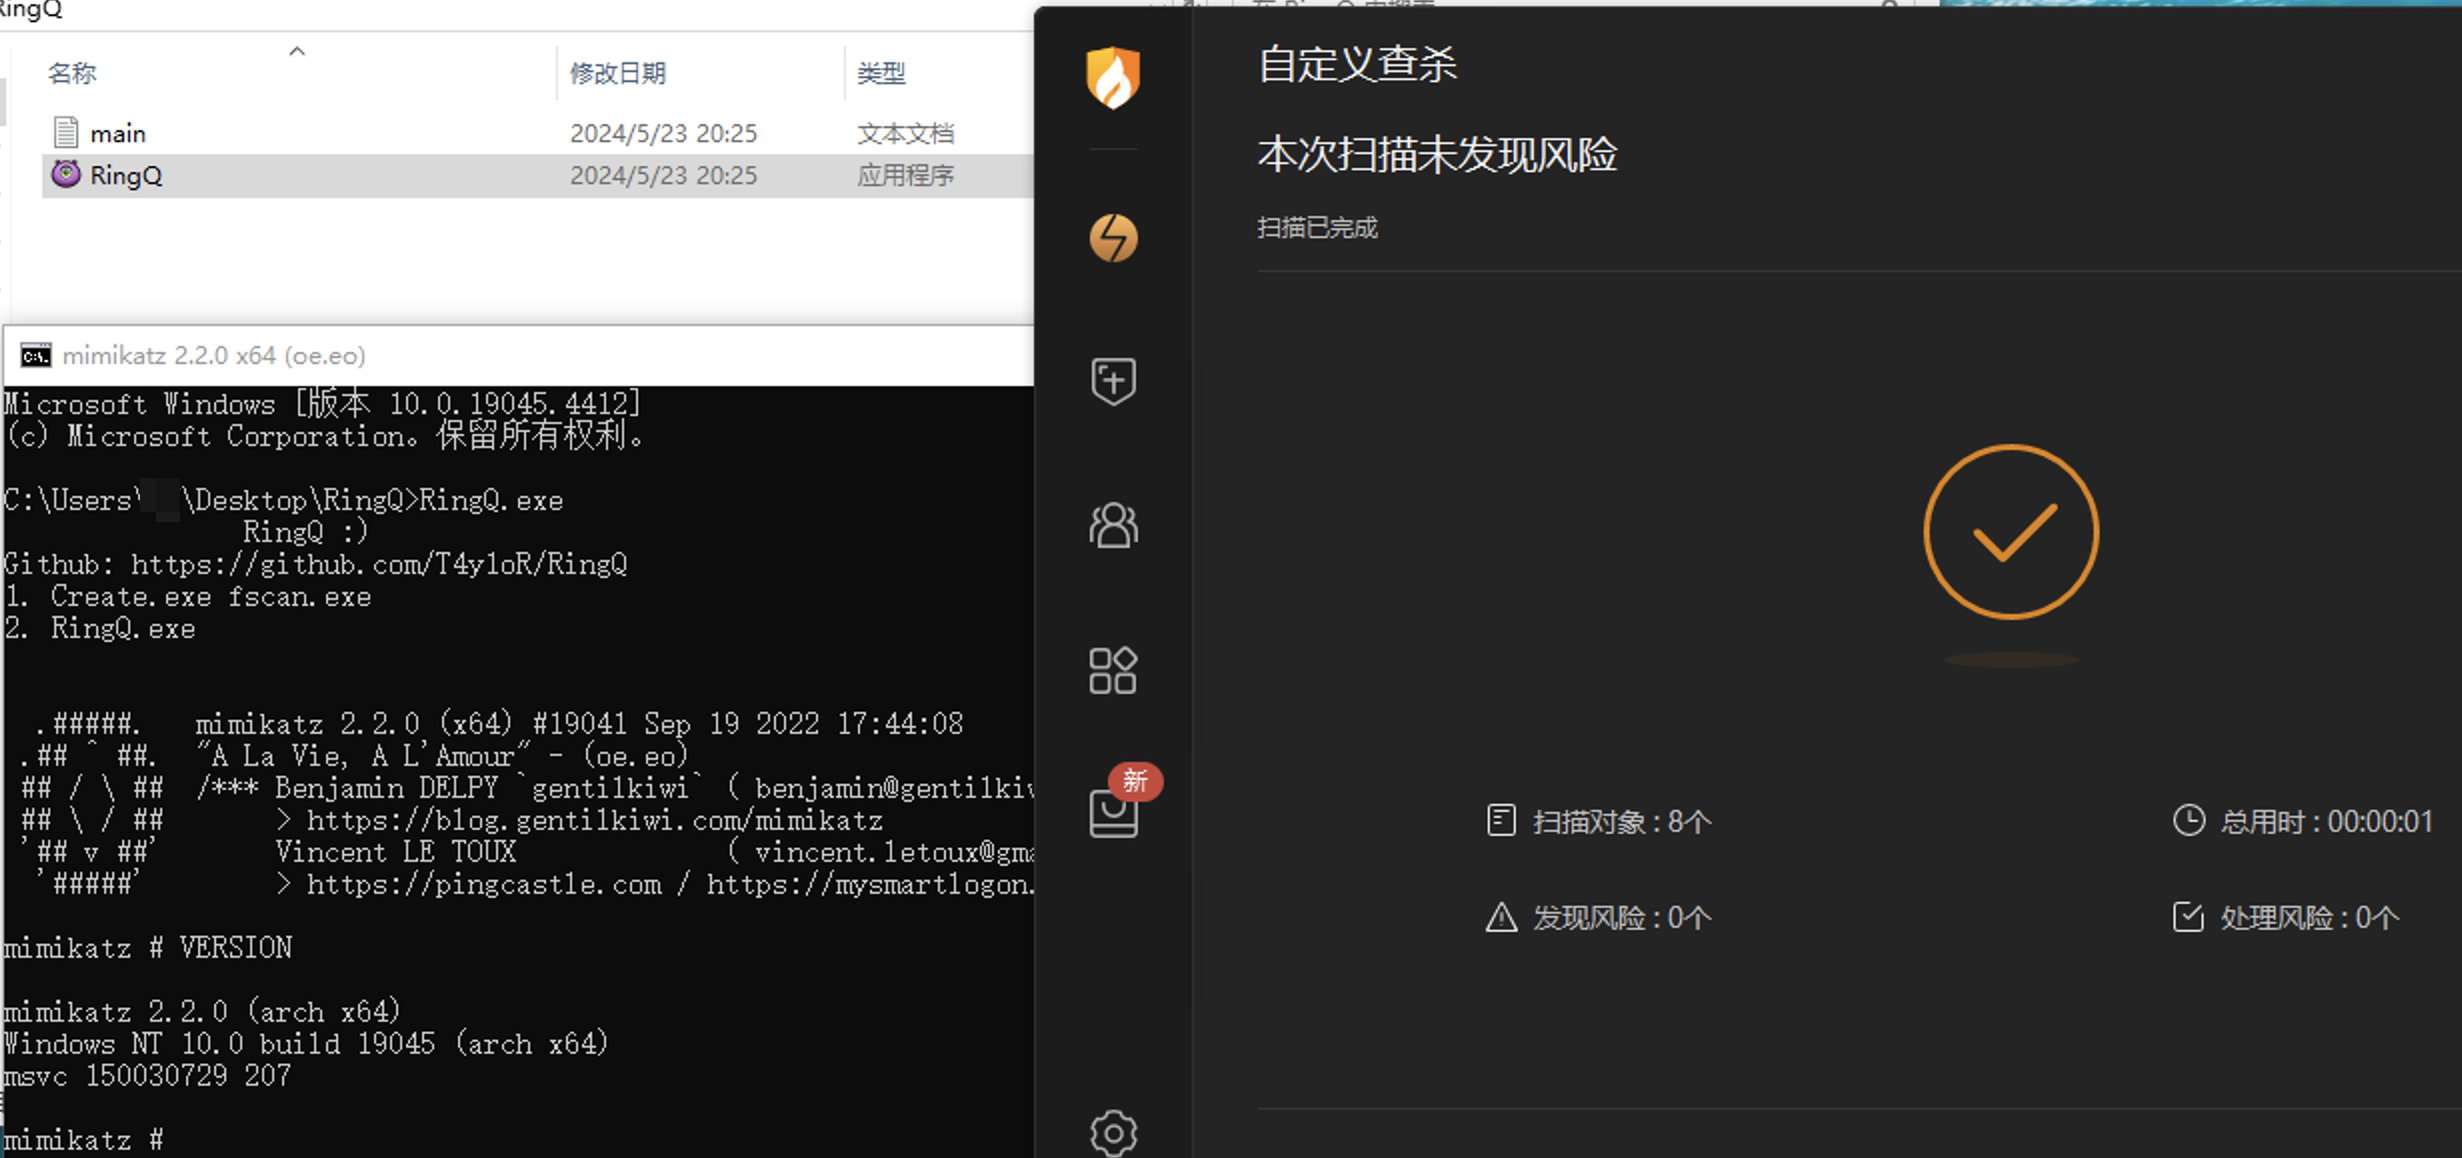 RingQ
名称
修改日期
类型
main
2024/5/23 20:25
文本文档
RingQ
2024/5/23 20:25
应用程序
mimikatz 2.2.0 x64 (oe.eo)
Microsoft Windows [版本 10.0.19045.4412]
(c) Microsoft Corporation。保留所有权利。
C:\Users\ \Desktop\RingQ>RingQ.exe
RingQ :)
Github: https://github.com/T4y1oR/RingQ
1. Create.exe fscan.exe
2. RingQ.exe
.#####. mimikatz 2.2.0 (x64) #19041 Sep 19 2022 17:44:08
.## ^ ##. "A La Vie, A L'Amour" - (oe.eo)
## / \ ## /*** Benjamin DELPY `gentilkiwi` ( benjamin@gentilkiw
## \ / ## > https://blog.gentilkiwi.com/mimikatz
'## v ##' Vincent LE TOUX ( vincent.letoux@gma
'#####' > https://pingcastle.com / https://mysmartlogon.
mimikatz # VERSION
mimikatz 2.2.0 (arch x64)
Windows NT 10.0 build 19045 (arch x64)
msvc 150030729 207
mimikatz #
自定义查杀
本次扫描未发现风险
扫描已完成
新
扫描对象 : 8个
总用时 : 00:00:01
发现风险 : 0个
处理风险 : 0个